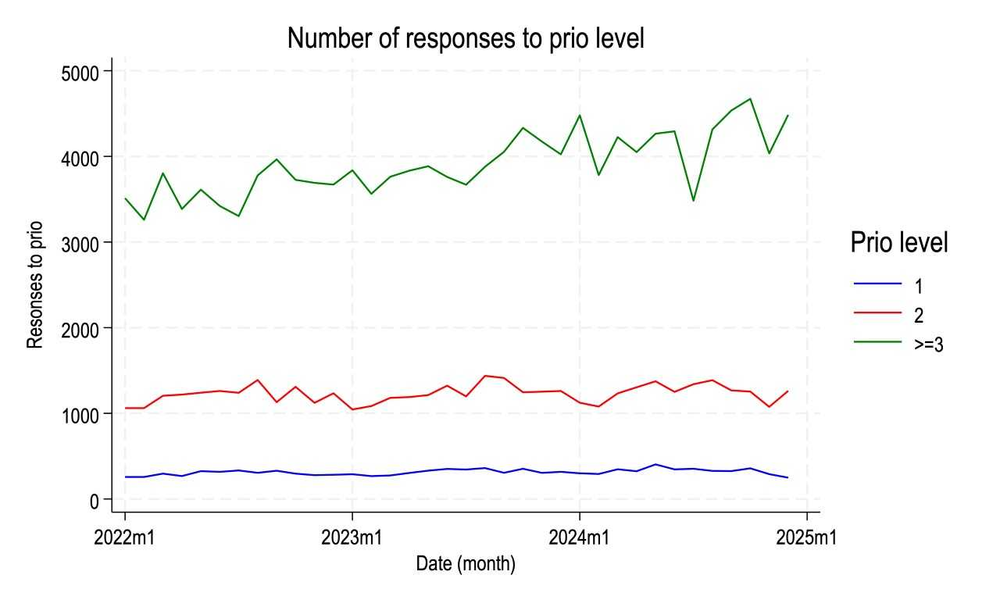 Number of responses to prio level
5000
4000
3000
2000
1000
0
Resonses to prio
2022m1
2023m1
2024m1
2025m1
Date (month)
Prio level
1
2
>=3